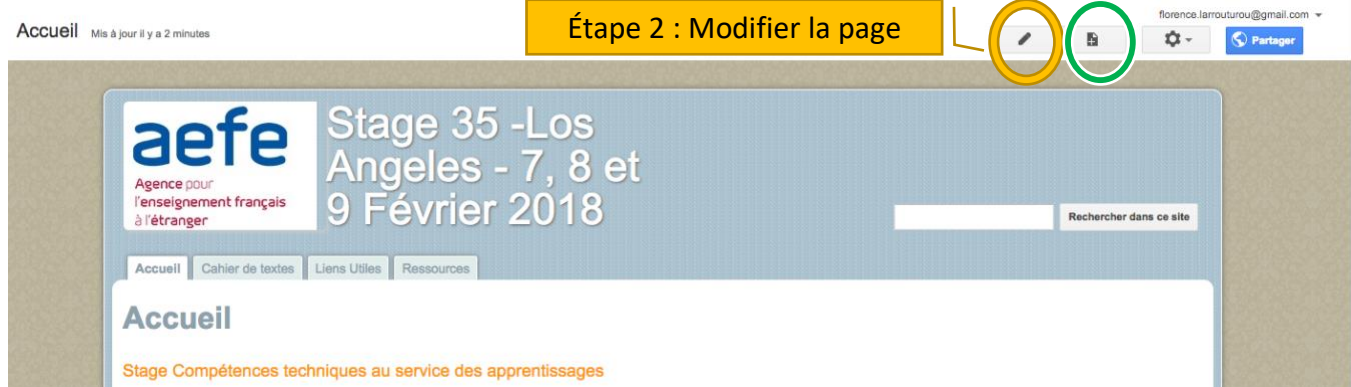 florence.larrouturou@gmail.com
Accueil Mis à jour il y a 2 minutes
Étape 2 : Modifier la page
Partager
aefe
Agence pour
l'enseignement français
à l'étranger
Stage 35 -Los
Angeles - 7, 8 et
9 Février 2018
Rechercher dans ce site
Accueil Cahier de textes Liens Utiles Ressources
Accueil
Stage Compétences techniques au service des apprentissages